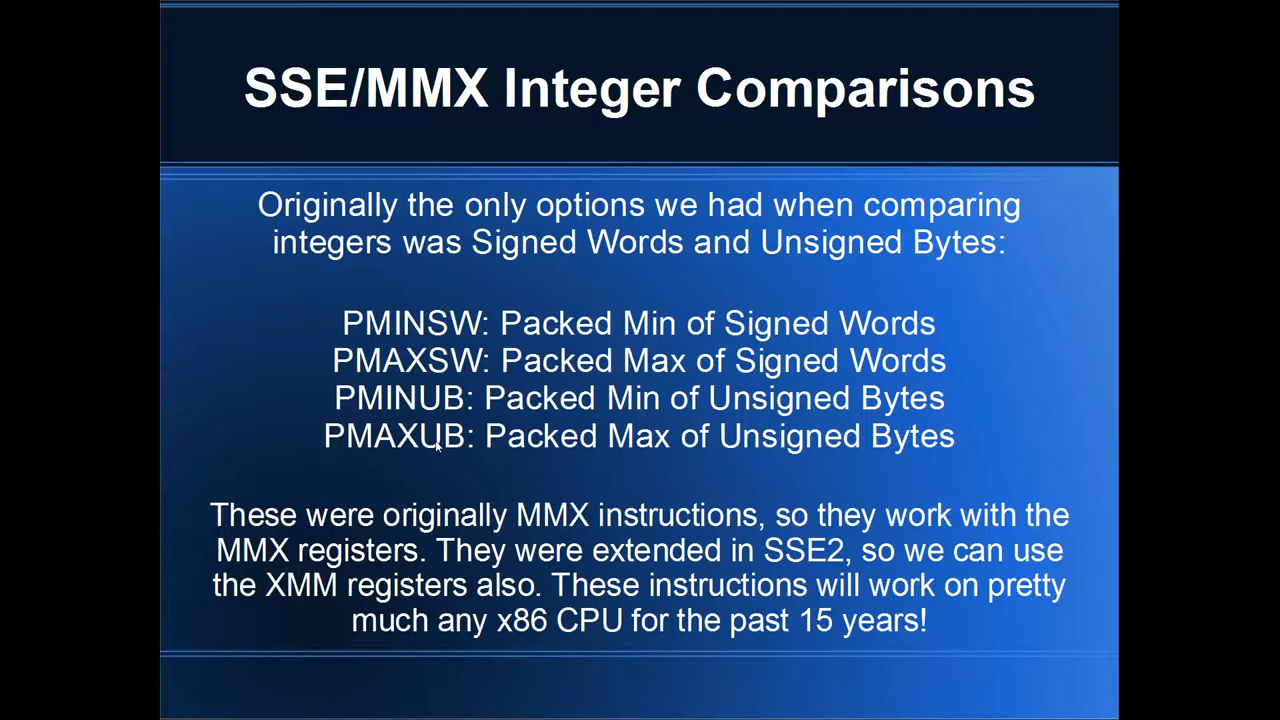 SSE/MMX Integer Comparisons
Originally the only options we had when comparing
integers was Signed Words and Unsigned Bytes:
PMINSW: Packed Min of Signed Words
PMAXSW: Packed Max of Signed Words
PMINUB: Packed Min of Unsigned Bytes
PMAXUB: Packed Max of Unsigned Bytes
These were originally MMX instructions, so they work with the
MMX registers. They were extended in SSE2, so we can use
the XMM registers also. These instructions will work on pretty
much any x86 CPU for the past 15 years!